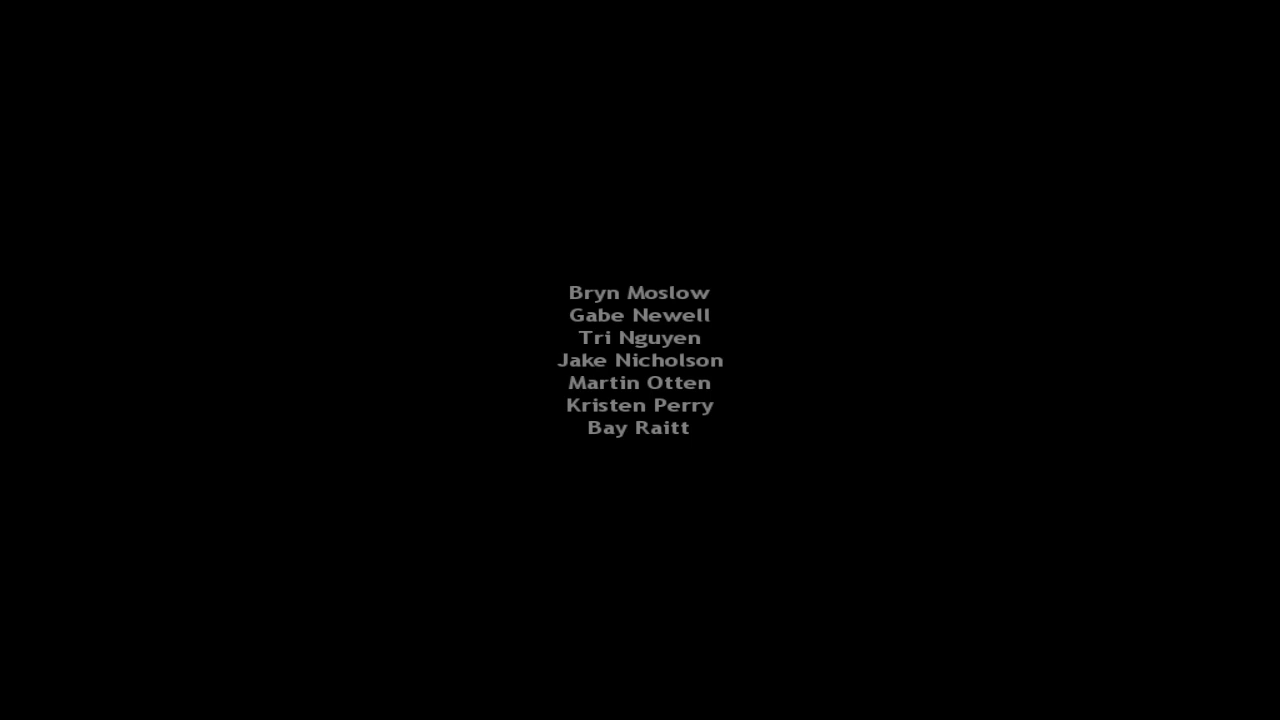 Bryn Moslow
Gabe Newell
Tri Nguyen
Jake Nicholson
Martin Otten
Kristen Perry
Bay Raitt